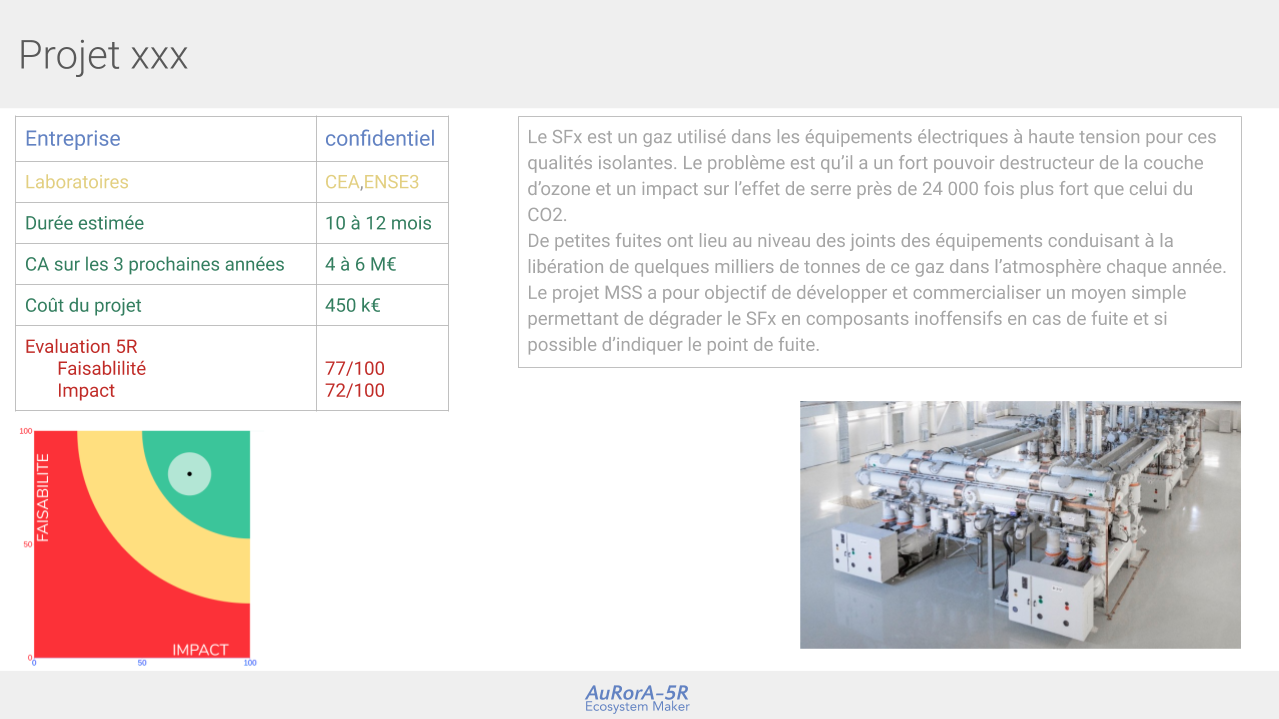 Projet xxx
Entreprise confidentiel
Laboratoires CEA,ENSE3
Durée estimée 10 à 12 mois
CA sur les 3 prochaines années 4 à 6 M€
Coût du projet 450 k€
Evaluation 5R
Faisablilité 77/100
Impact 72/100
Le SFx est un gaz utilisé dans les équipements électriques à haute tension pour ces
qualités isolantes. Le problème est qu’il a un fort pouvoir destructeur de la couche
d’ozone et un impact sur l’effet de serre près de 24 000 fois plus fort que celui du
CO2.
De petites fuites ont lieu au niveau des joints des équipements conduisant à la
libération de quelques milliers de tonnes de ce gaz dans l’atmosphère chaque année.
Le projet MSS a pour objectif de développer et commercialiser un moyen simple
permettant de dégrader le SFx en composants inoffensifs en cas de fuite et si
possible d’indiquer le point de fuite.
100
FAISABILITE
50
IMPACT
0
0 50 100
AuRorA-5R
Ecosystem Maker